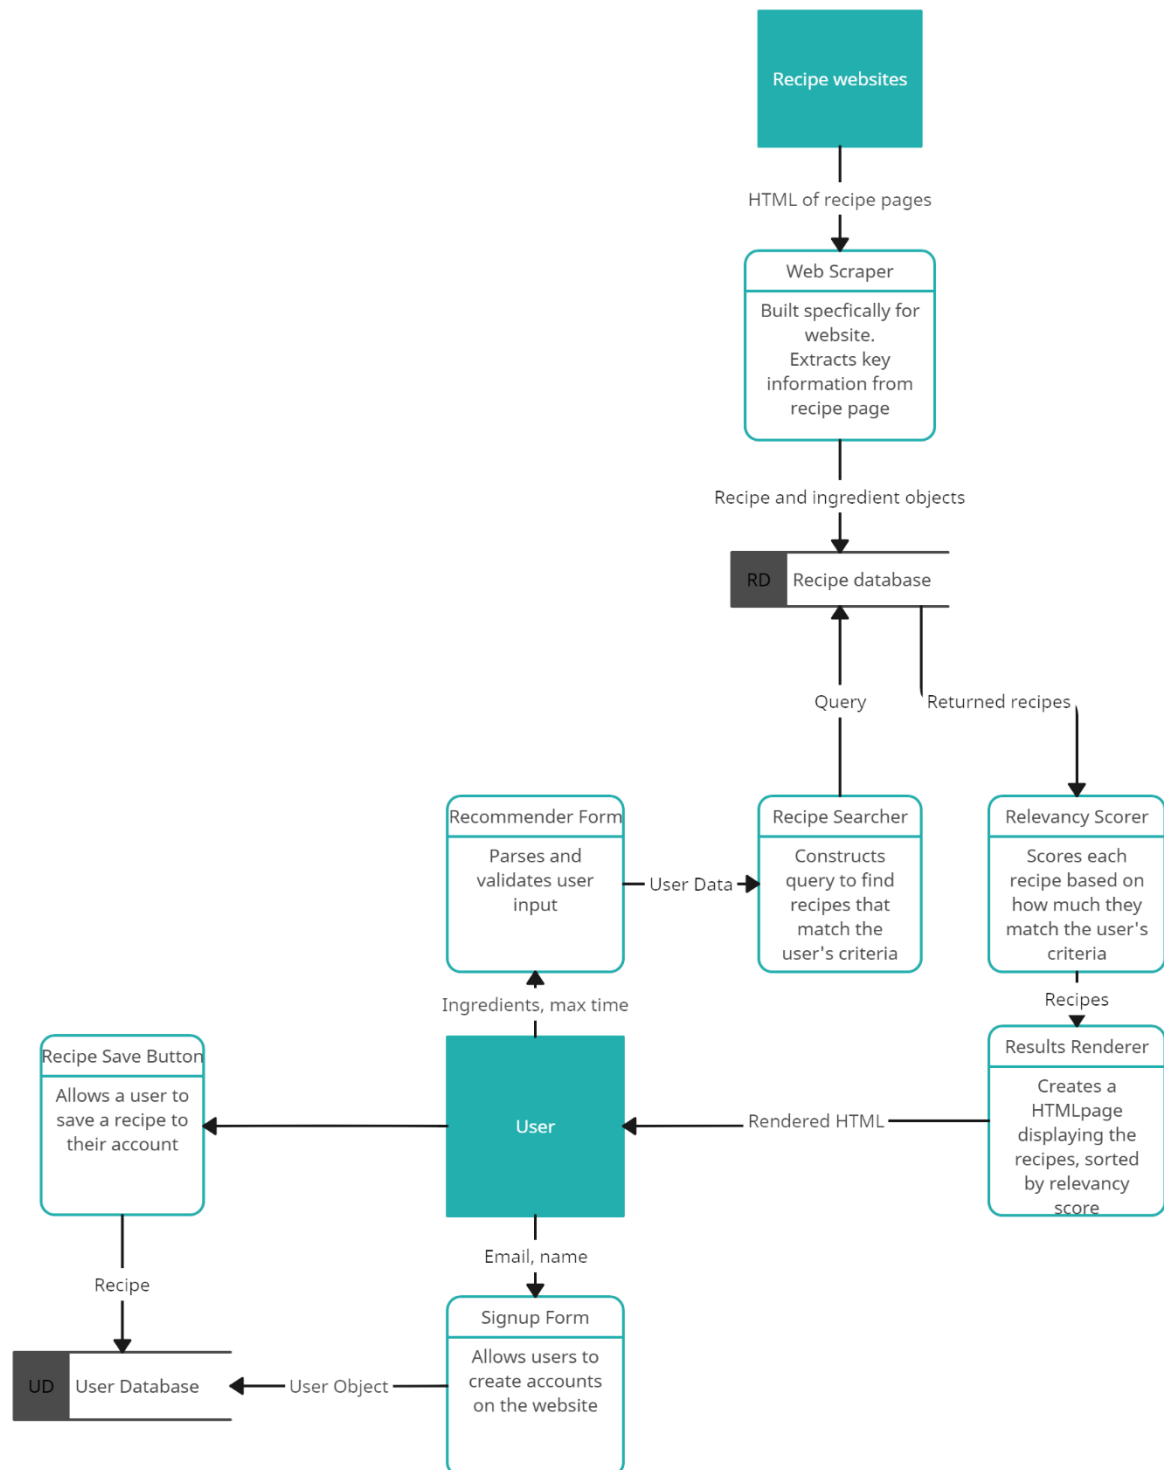 Recipe websites
HTML of recipe pages
Web Scraper
Built specfically for
website.
Extracts key
information from
recipe page
Recipe and ingredient objects
RD
Recipe database
Query
Returned recipes
Recommender Form
Parses and
validates user
input
User Data
Recipe Searcher
Constructs
query to find
recipes that
match the
user's criteria
Relevancy Scorer
Scores each
recipe based on
how much they
match the user's
criteria
Ingredients, max time
Recipes
Recipe Save Button
Allows a user to
save a recipe to
their account
User
Rendered HTML
Results Renderer
Creates a
HTMLpage
displaying the
recipes, sorted
by relevancy
score
Email, name
Recipe
Signup Form
Allows users to
create accounts
on the website
UD
User Database
User Object